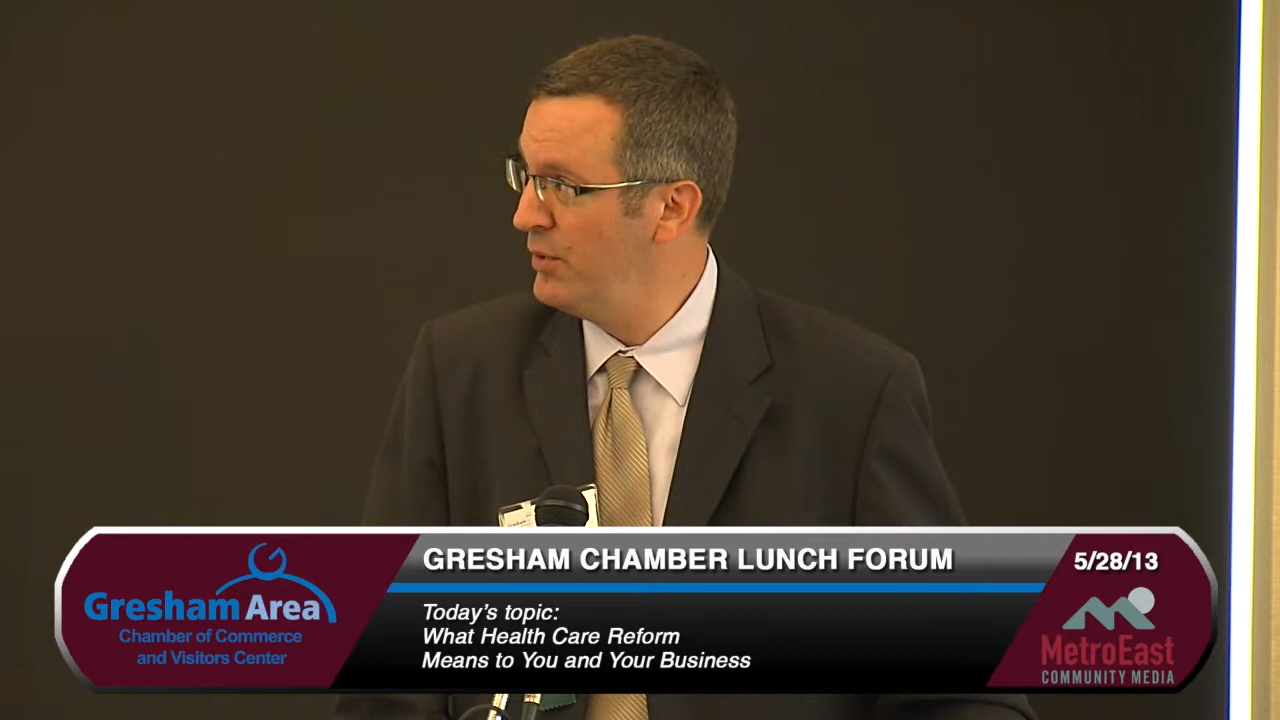 GRESHAM CHAMBER LUNCH FORUM
5/28/13
Gresham Area
Chamber of Commerce
and Visitors Center
Today's topic:
What Health Care Reform
Means to You and Your Business
MetroEast
COMMUNITY MEDIA